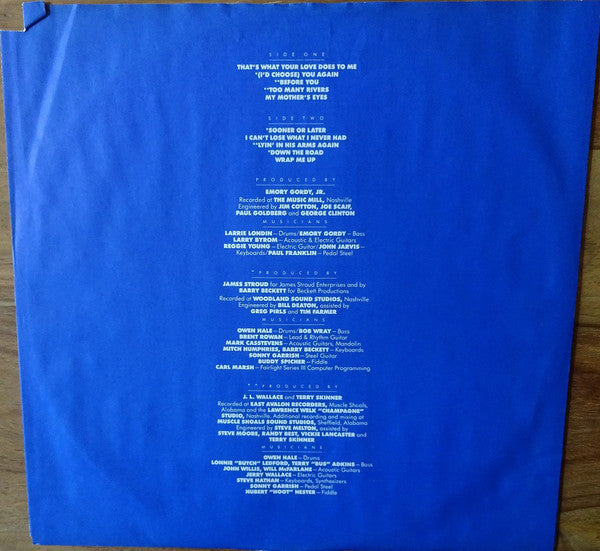 SIDE ONE
THAT'S WHAT YOUR LOVE DOES TO ME
*(I'D CHOOSE) YOU AGAIN
**BEFORE YOU
**TOO MANY RIVERS
MY MOTHER'S EYES
SIDE TWO
*SOONER OR LATER
I CAN'T LOSE WHAT I NEVER HAD
**LYIN' IN HIS ARMS AGAIN
*DOWN THE ROAD
WRAP ME UP
PRODUCED BY
EMORY GORDY, JR.
Recorded at THE MUSIC MILL, Nashville
Engineered by JIM COTTON, JOE SCAIF,
PAUL GOLDBERG and GEORGE CLINTON
MUSICIANS
LARRIE LONDIN—Drums/EMORY GORDY—Bass
LARRY BYROM—Acoustic & Electric Guitars
REGGIE YOUNG—Electric Guitar/JOHN JARVIS—
Keyboards/PAUL FRANKLIN—Pedal Steel
*PRODUCED BY
JAMES STROUD for James Stroud Enterprises and by
BARRY BECKETT for Beckett Productions
Recorded at WOODLAND SOUND STUDIOS, Nashville
Engineered by BILL DEATON, assisted by
GREG PIRLS and TIM FARMER
MUSICIANS
OWEN HALE—Drums/BOB WRAY—Bass
BRENT ROWAN—Lead & Rhythm Guitar
MARK CASSTEVENS—Acoustic Guitars, Mandolin
MITCH HUMPHRIES, BARRY BECKETT—Keyboards
SONNY GARRISH—Steel Guitar
BUDDY SPICHER—Fiddle
CARL MARSH—Fairlight Series III Computer Programming
**PRODUCED BY
J. L. WALLACE and TERRY SKINNER
Recorded at EAST AVALON RECORDERS, Muscle Shoals,
Alabama and the LAWRENCE WELK "CHAMPAGNE"
STUDIO, Nashville. Additional recording and mixing at
MUSCLE SHOALS SOUND STUDIOS, Sheffield, Alabama
Engineered by STEVE MELTON, assisted by
STEVE MOORE, RANDY BEST, VICKIE LANCASTER and
TERRY SKINNER
MUSICIANS
OWEN HALE—Drums
LONNIE "BUTCH" LEDFORD, TERRY "BUS" ADKINS—Bass
JOHN WILLIS, WILL McFARLANE—Acoustic Guitars
JERRY WALLACE—Electric Guitars
STEVE NATHAN—Keyboards, Synthesizers
SONNY GARRISH—Pedal Steel
HUBERT "HOOT" HESTER—Fiddle